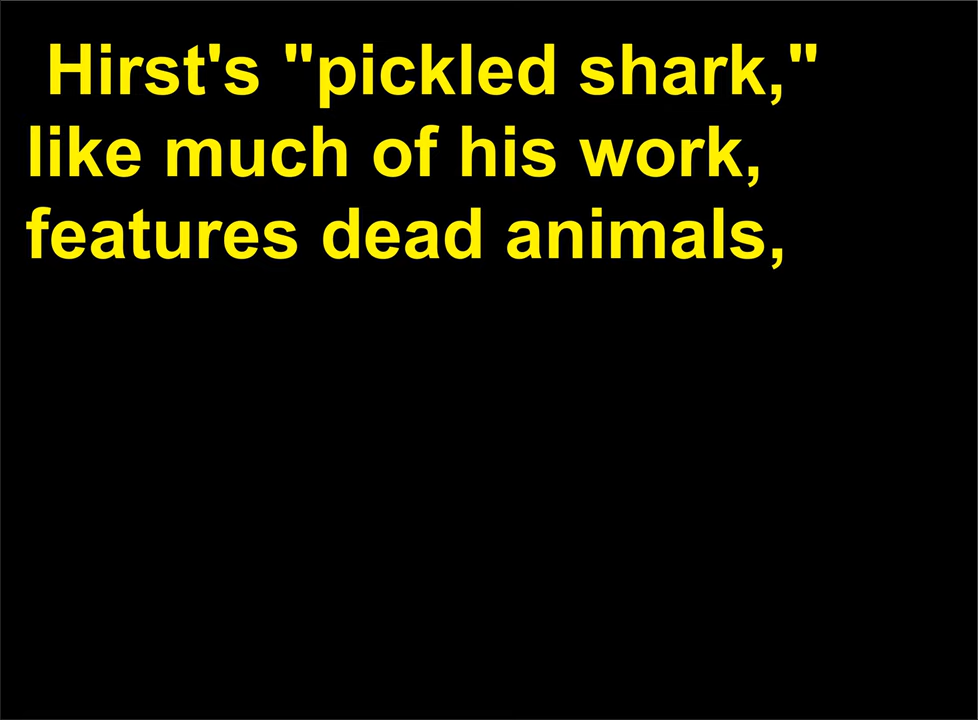 Hirst's "pickled shark,"
like much of his work,
features dead animals,